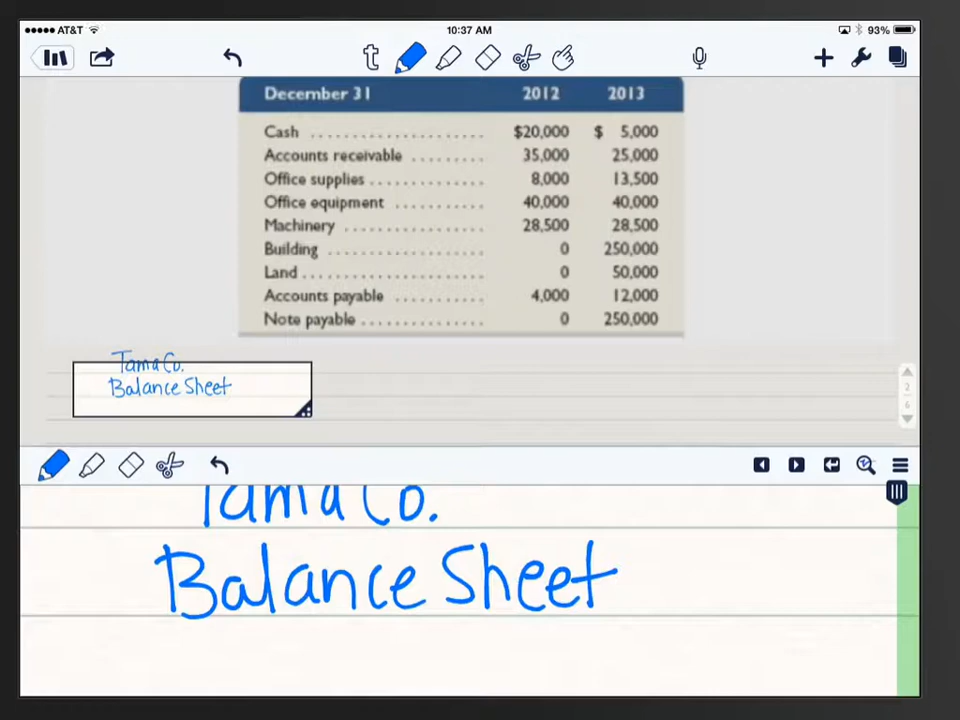 AT&T 10:37 AM 93%
t
December 31 2012 2013
Cash $20,000 $ 5,000
Accounts receivable 35,000 25,000
Office supplies 8,000 13,500
Office equipment 40,000 40,000
Machinery 28,500 28,500
Building 0 250,000
Land 0 50,000
Accounts payable 4,000 12,000
Note payable 0 250,000
Tama Co.
Balance Sheet
2
6
Tama Co.
Balance Sheet